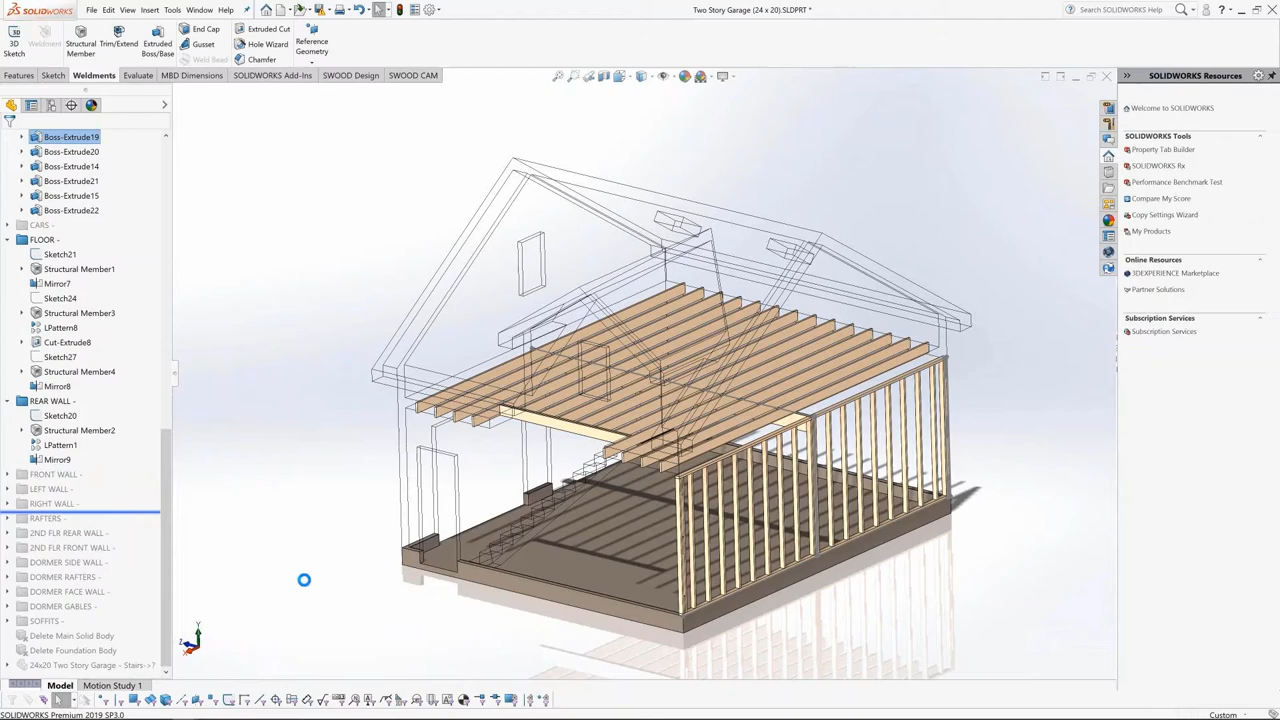 SOLIDWORKS File Edit View Insert Tools Window Help Two Story Garage (24 x 20).SLDPRT * Search SOLIDWORKS Help
3D Sketch
Weldment
Structural Member
Trim/Extend
Extruded Boss/Base
End Cap
Gusset
Weld Bead
Extruded Cut
Hole Wizard
Chamfer
Reference Geometry
Features Sketch Weldments Evaluate MBD Dimensions SOLIDWORKS Add-Ins SWOOD Design SWOOD CAM
Boss-Extrude19
Boss-Extrude20
Boss-Extrude14
Boss-Extrude21
Boss-Extrude15
Boss-Extrude22
CARS -
FLOOR -
Sketch21
Structural Member1
Mirror7
Sketch24
Structural Member3
LPattern8
Cut-Extrude8
Sketch27
Structural Member4
Mirror8
REAR WALL -
Sketch20
Structural Member2
LPattern1
Mirror9
FRONT WALL -
LEFT WALL -
RIGHT WALL -
RAFTERS -
2ND FLR REAR WALL -
2ND FLR FRONT WALL -
DORMER SIDE WALL -
DORMER RAFTERS -
DORMER FACE WALL -
DORMER GABLES -
SOFFITS -
Delete Main Solid Body
Delete Foundation Body
24x20 Two Story Garage - Stairs->?
Y
Z
X
SOLIDWORKS Resources
Welcome to SOLIDWORKS
SOLIDWORKS Tools
Property Tab Builder
SOLIDWORKS Rx
Performance Benchmark Test
Compare My Score
Copy Settings Wizard
My Products
Online Resources
3DEXPERIENCE Marketplace
Partner Solutions
Subscription Services
Subscription Services
Model Motion Study 1
SOLIDWORKS Premium 2019 SP3.0 Custom